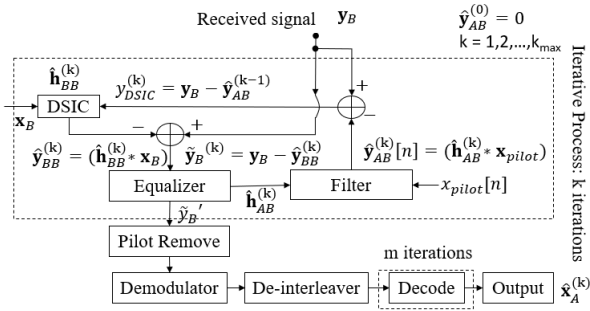 Received signal y_B
ŷ_AB^(0) = 0
k = 1,2,...,k_max
Iterative Process: k iterations
ĥ_BB^(k)
y_DSIC^(k) = y_B − ŷ_AB^(k−1)
+
−
DSIC
x_B
−
+
ŷ_BB^(k) = (ĥ_BB^(k) * x_B)
ỹ_B^(k) = y_B − ŷ_BB^(k)
ŷ_AB^(k)[n] = (ĥ_AB^(k) * x_pilot)
Equalizer
ĥ_AB^(k)
Filter
x_pilot[n]
ỹ_B′
Pilot Remove
m iterations
Demodulator
De-interleaver
Decode
Output
x̂_A^(k)